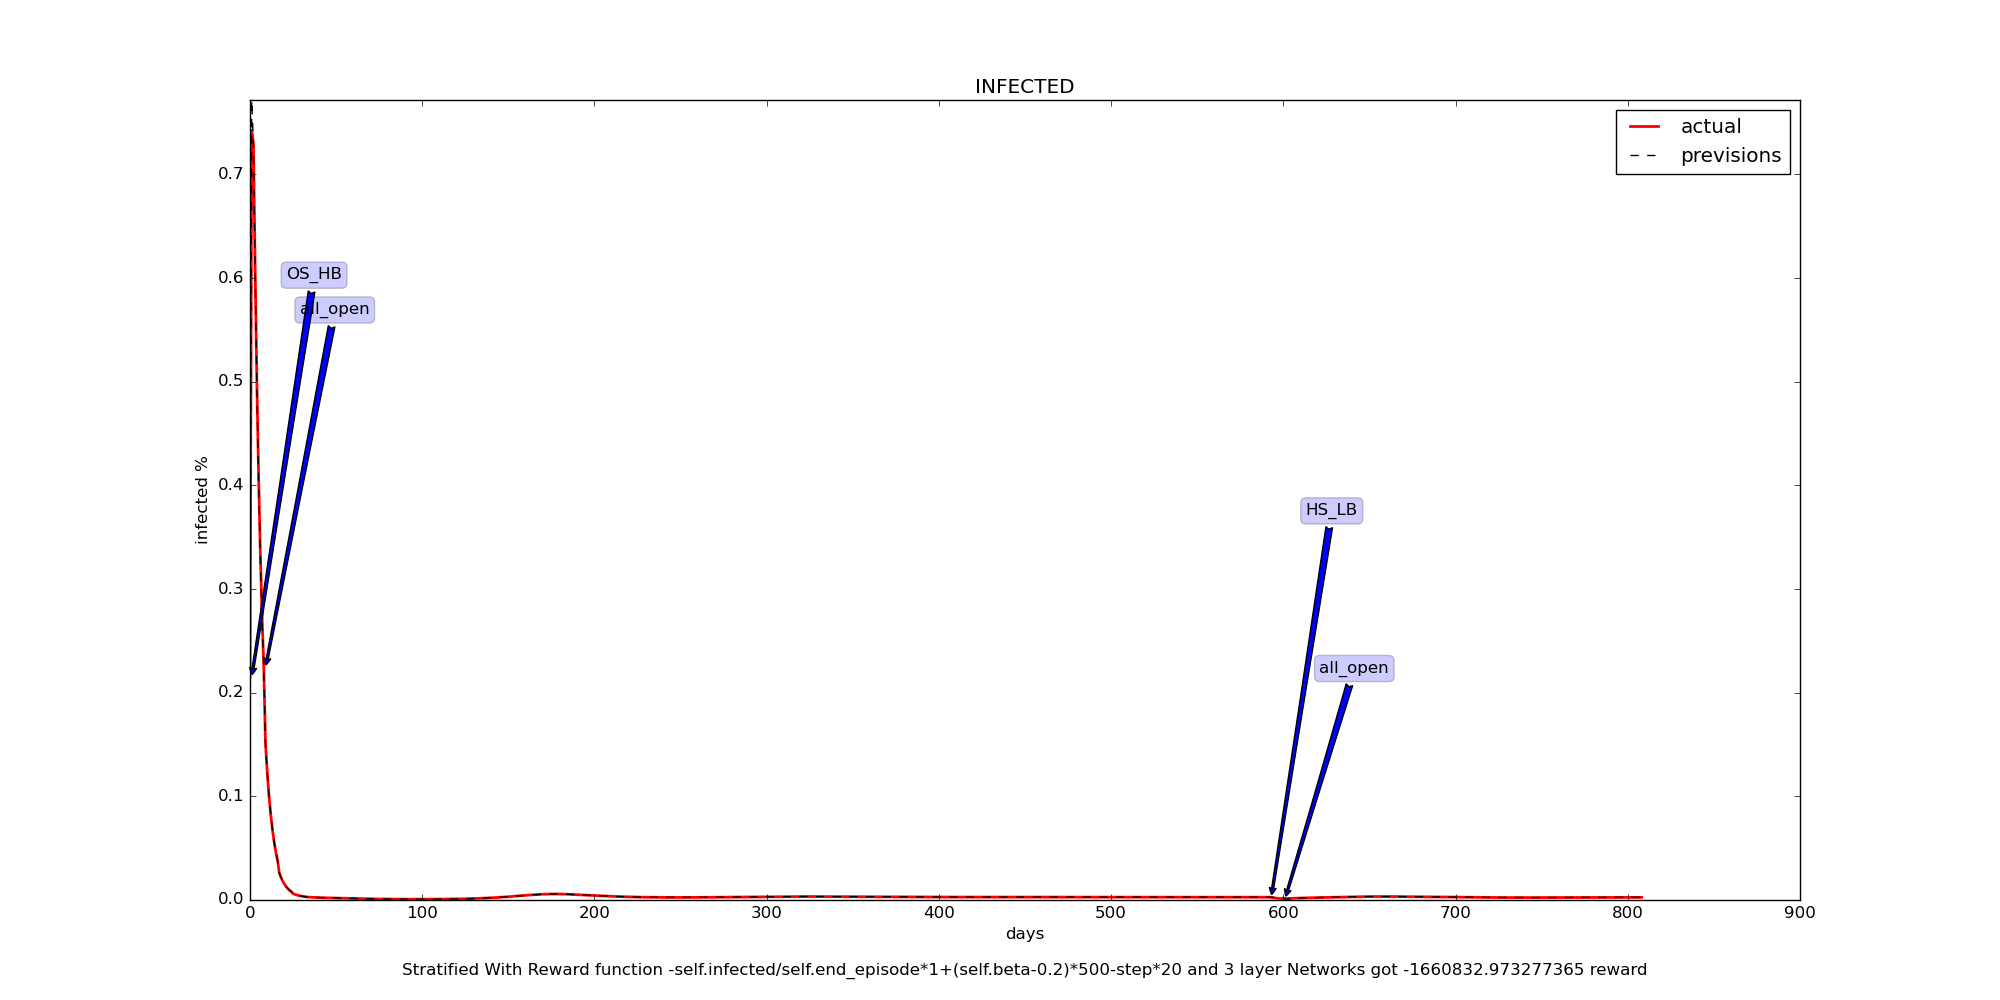 INFECTED
actual
previsions
0.7
0.6
0.5
0.4
0.3
0.2
0.1
0.0
infected %
OS_HB
all_open
HS_LB
all_open
0 100 200 300 400 500 600 700 800 900
days
Stratified With Reward function -self.infected/self.end_episode*1+(self.beta-0.2)*500-step*20 and 3 layer Networks got -1660832.973277365 reward